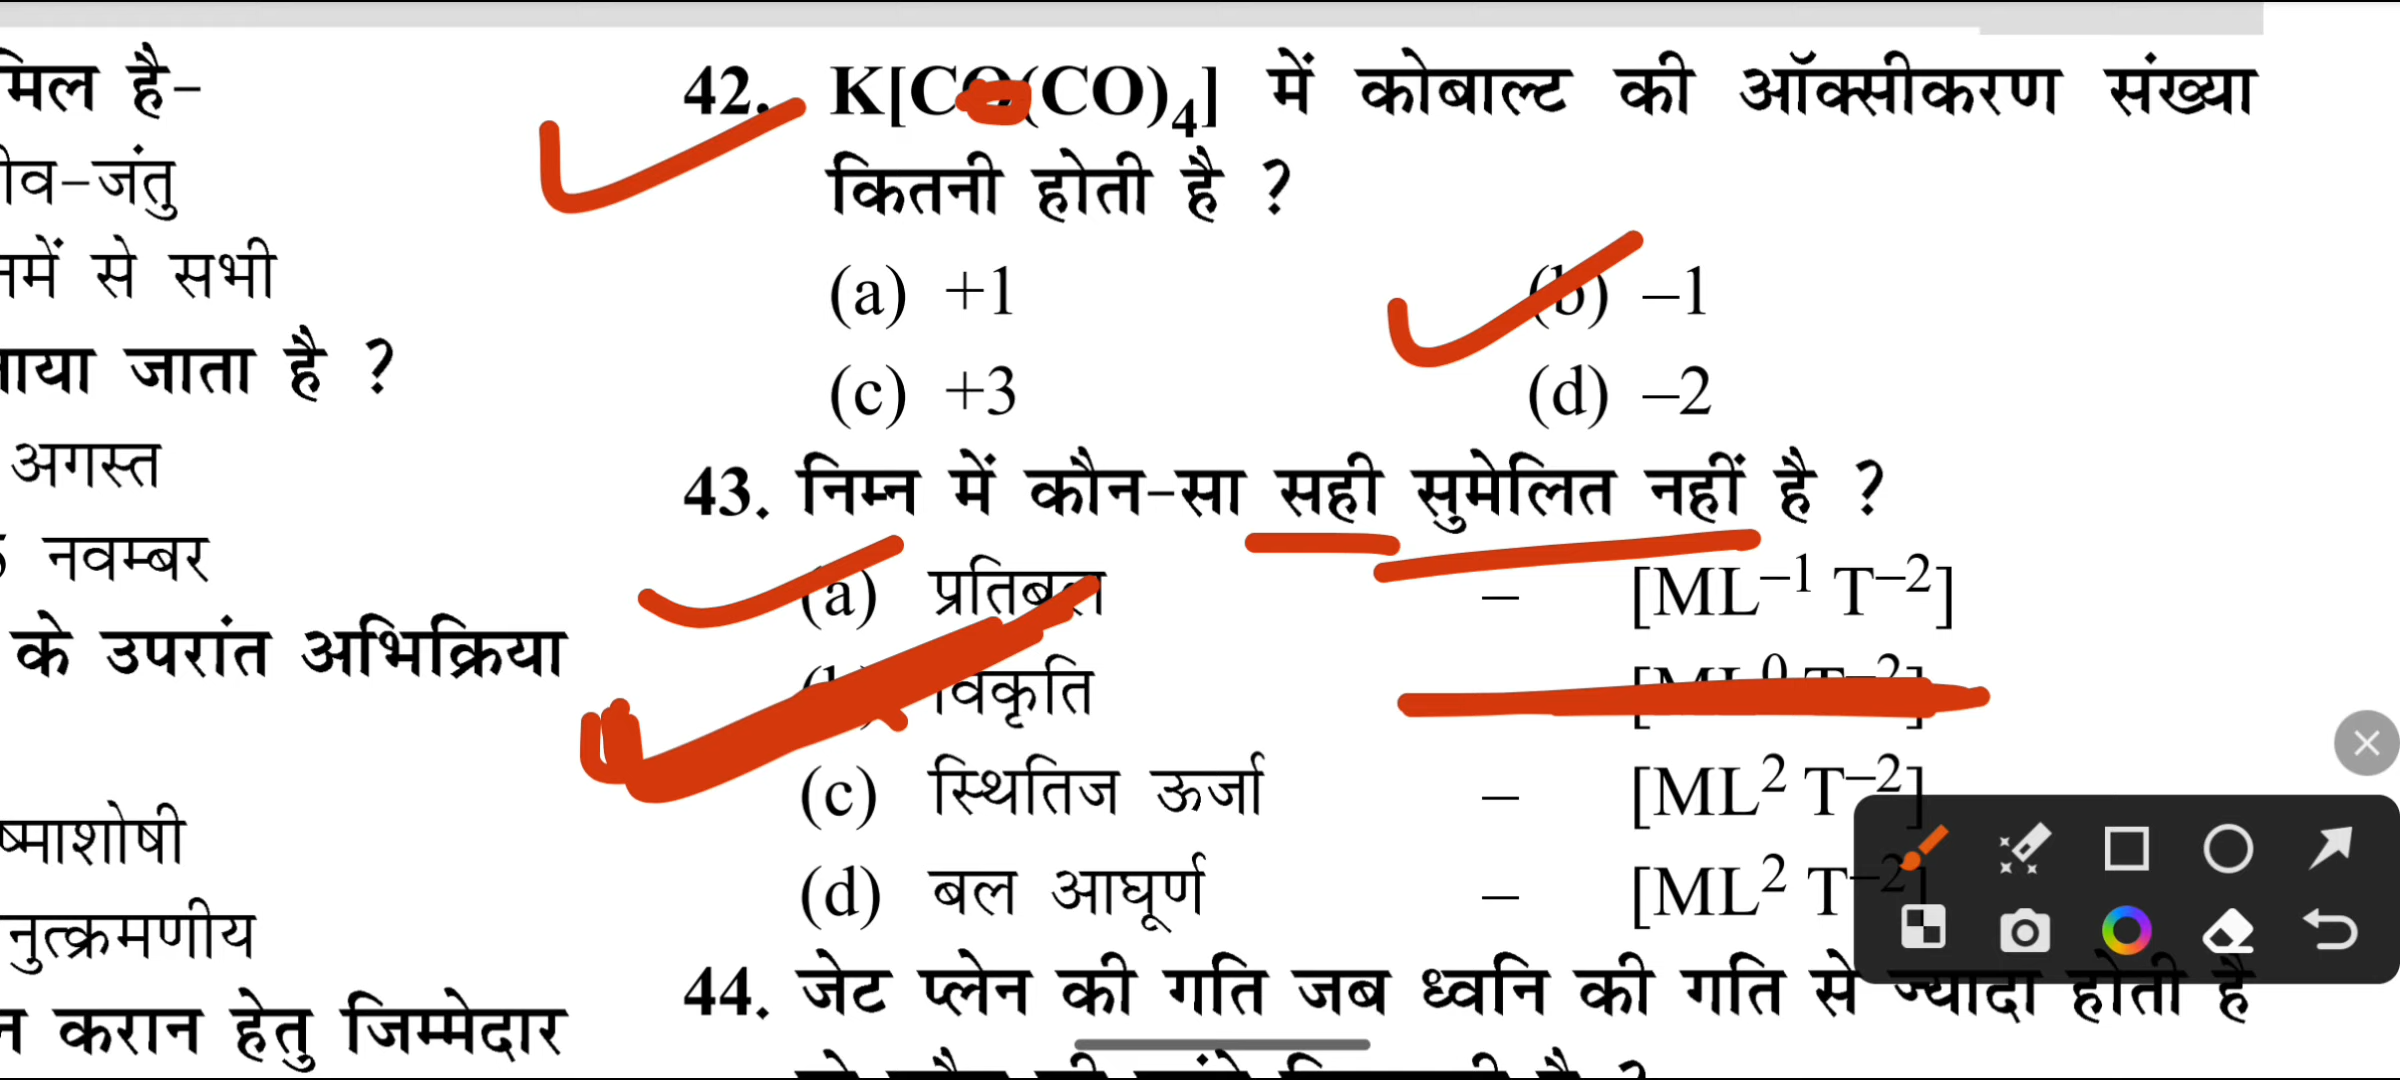 मिल है-
ीव-जंतु
नमें से सभी
ाया जाता है ?
अगस्त
नवम्बर
के उपरांत अभिक्रिया
ष्माशोषी
नुत्क्रमणीय
न करान हेतु जिम्मेदार
42. K[CO(CO)4] में कोबाल्ट की ऑक्सीकरण संख्या
कितनी होती है ?
(a) +1 (b) –1
(c) +3 (d) –2
43. निम्न में कौन-सा सही सुमेलित नहीं है ?
(a) प्रतिबल – [ML⁻¹ T⁻²]
विकृति [ML⁰ T⁻²]
(c) स्थितिज ऊर्जा – [ML² T⁻²]
(d) बल आघूर्ण – [ML² T⁻²]
44. जेट प्लेन की गति जब ध्वनि की गति से ज्यादा होती है